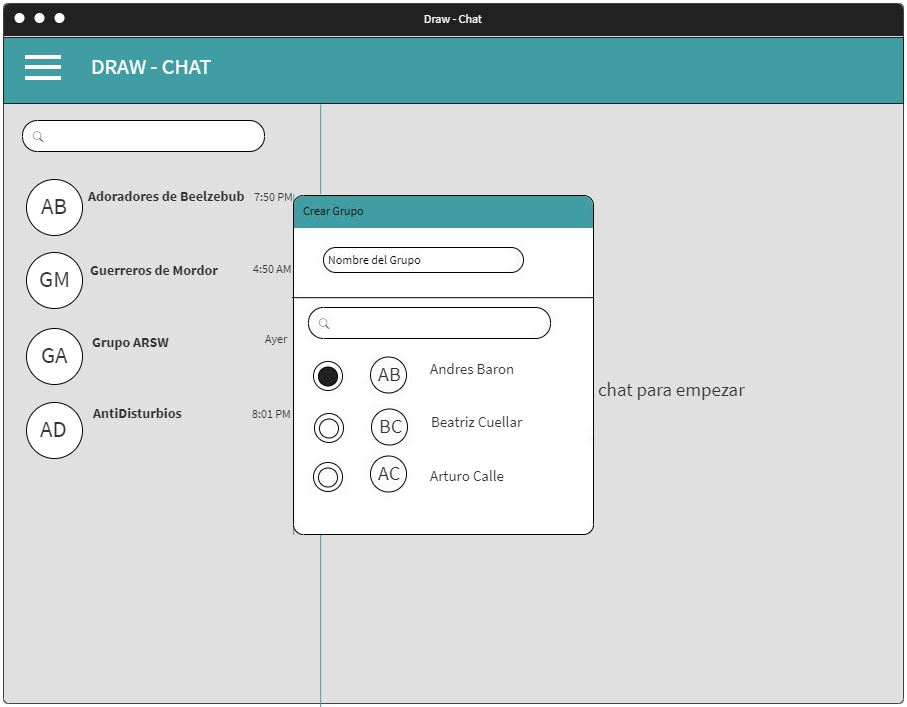 Draw - Chat
DRAW - CHAT
AB
Adoradores de Beelzebub
7:50 PM
GM
Guerreros de Mordor
4:50 AM
GA
Grupo ARSW
Ayer
AD
AntiDisturbios
8:01 PM
Crear Grupo
Nombre del Grupo
AB
Andres Baron
BC
Beatriz Cuellar
AC
Arturo Calle
chat para empezar